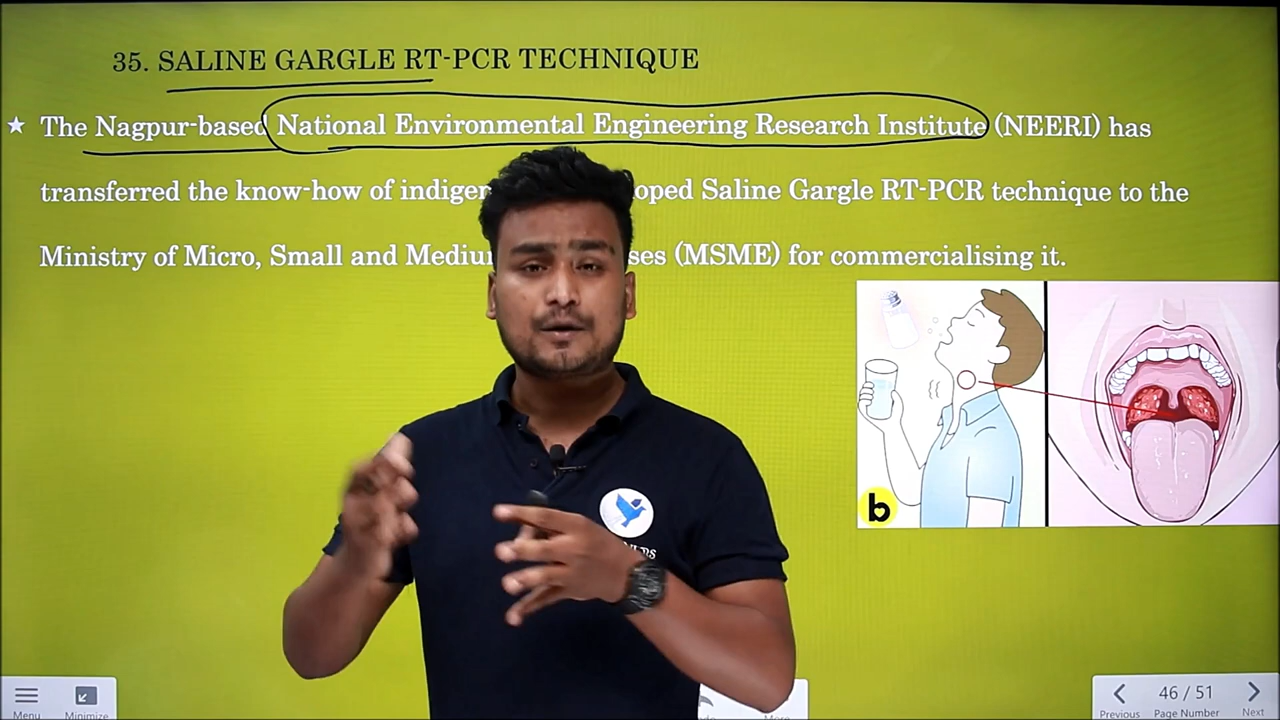 35. SALINE GARGLE RT-PCR TECHNIQUE
★ The Nagpur-based National Environmental Engineering Research Institute (NEERI) has
transferred the know-how of oped Saline Gargle RT-PCR technique to the
Ministry of Micro, Small and ses (MSME) for commercialising it.
b
Menu
Minimize
46 / 51
Previous Page Number Next